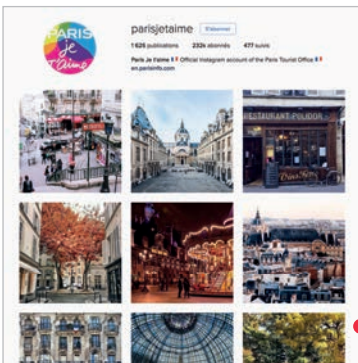 PARIS
je
t'aime
parisjetaime S'abonner
1 626 publications 232k abonnés 477 suivis
Paris Je t'aime 🇫🇷 Official Instagram account of the Paris Tourist Office 🇫🇷
en.parisinfo.com
RESTAURANT POLIDOR